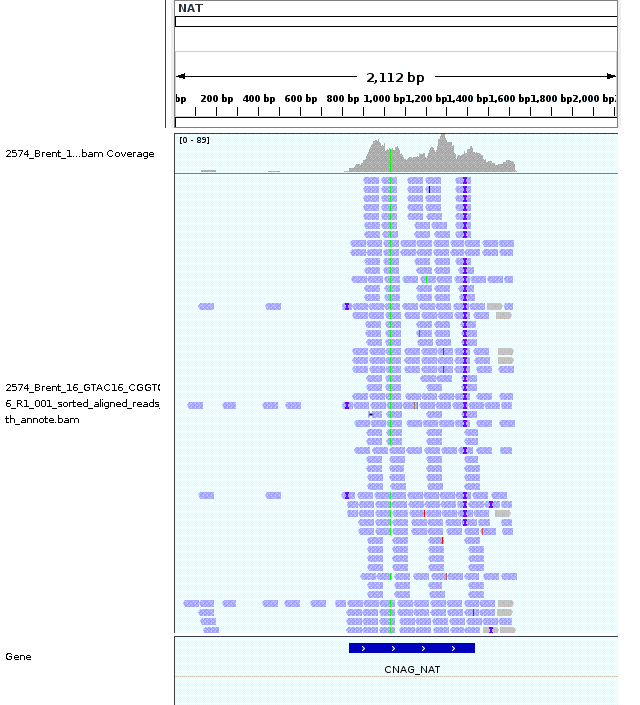 NAT
2,112 bp
bp 200 bp 400 bp 600 bp 800 bp 1,000 bp 1,200 bp 1,400 bp 1,600 bp 1,800 bp 2,000 bp 2
[0 - 89]
2574_Brent_1...bam Coverage
2574_Brent_16_GTAC16_CGGT
6_R1_001_sorted_aligned_reads_
th_annote.bam
Gene
CNAG_NAT